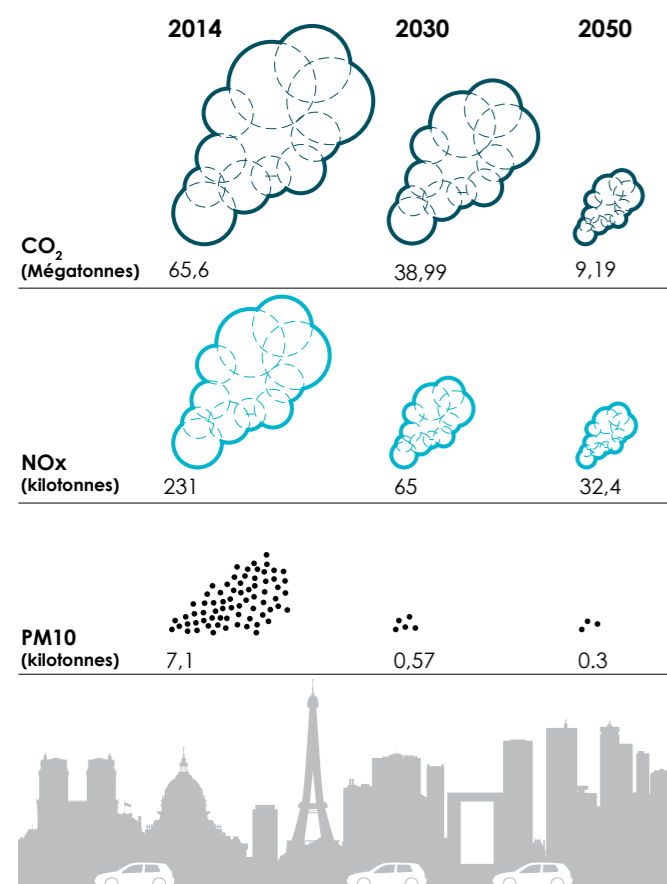 2014 2030 2050
CO₂
(Mégatonnes) 65,6 38,99 9,19
NOx
(kilotonnes) 231 65 32,4
PM10
(kilotonnes) 7,1 0,57 0.3